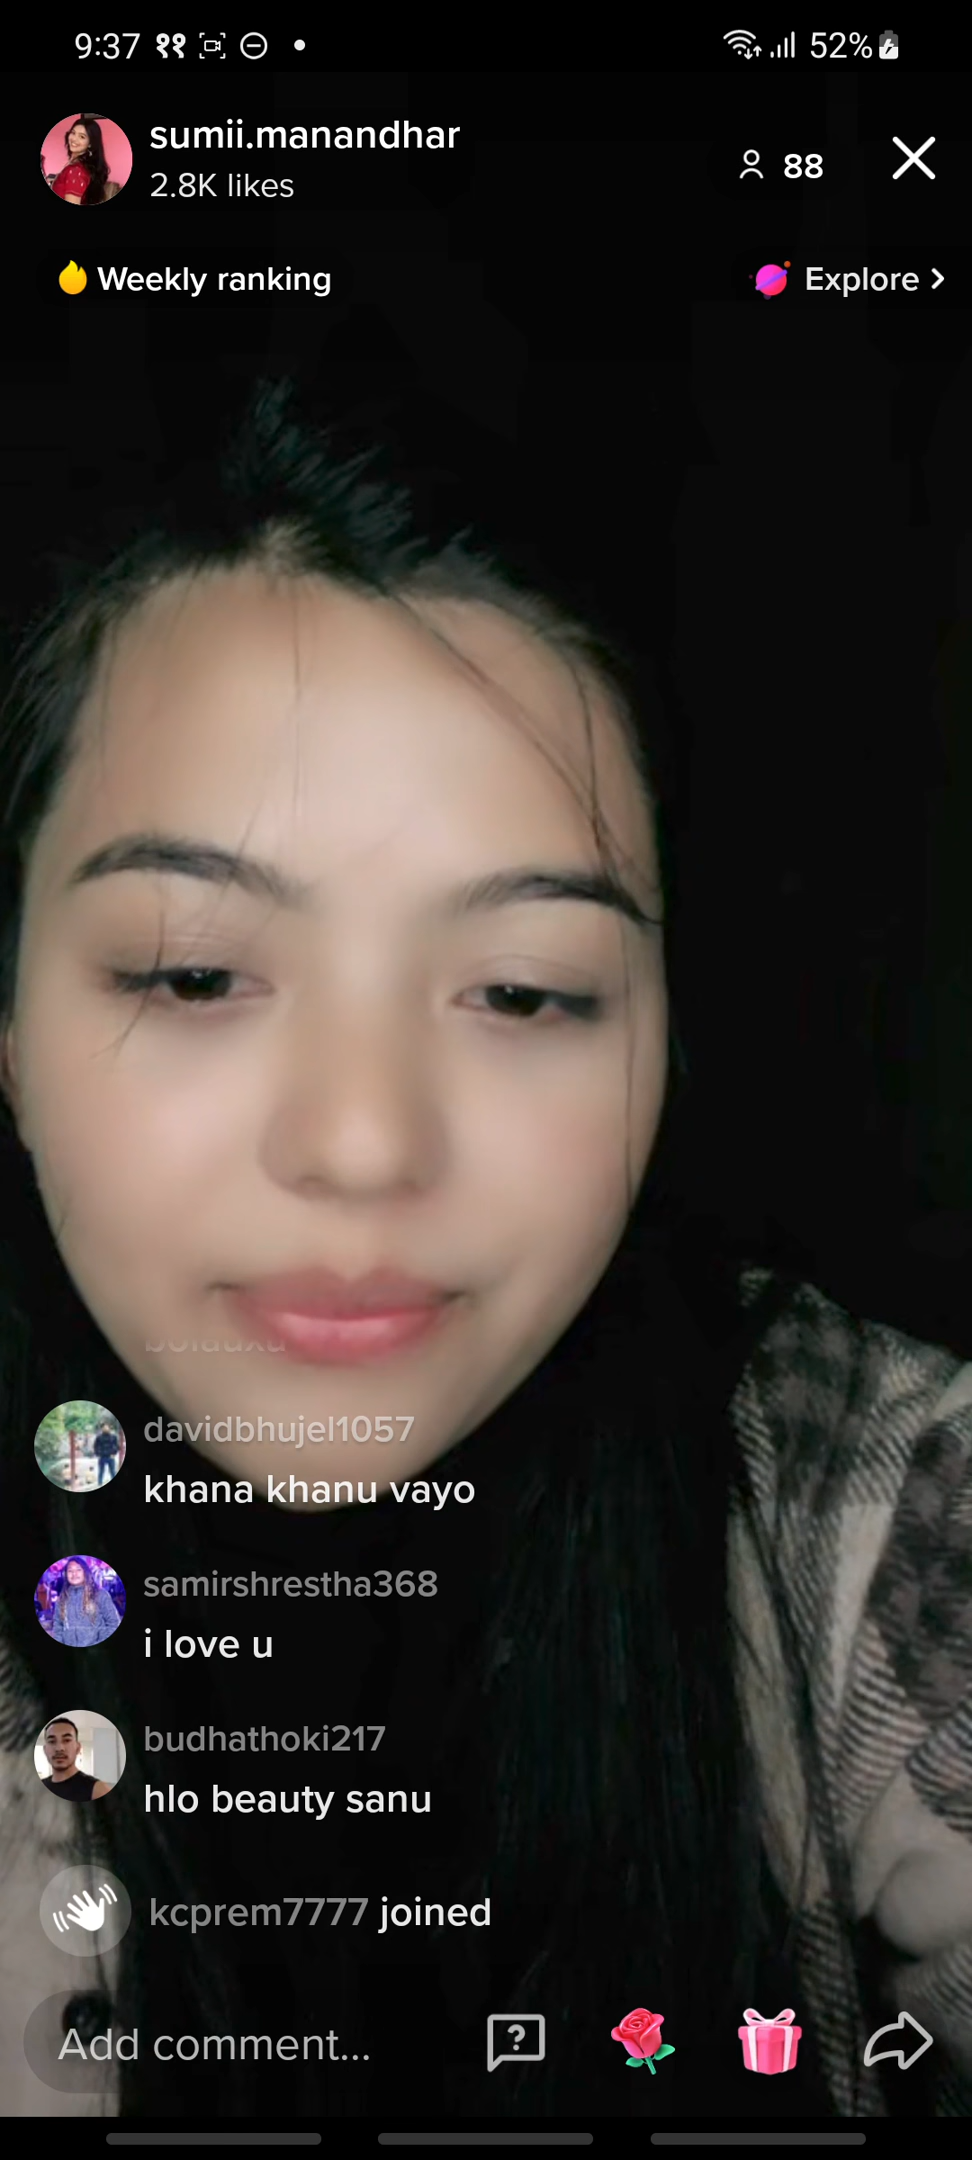 9:37
52%
sumii.manandhar
2.8K likes
88
Weekly ranking
Explore
davidbhujel1057
khana khanu vayo
samirshrestha368
i love u
budhathoki217
hlo beauty sanu
kcprem7777 joined
Add comment...